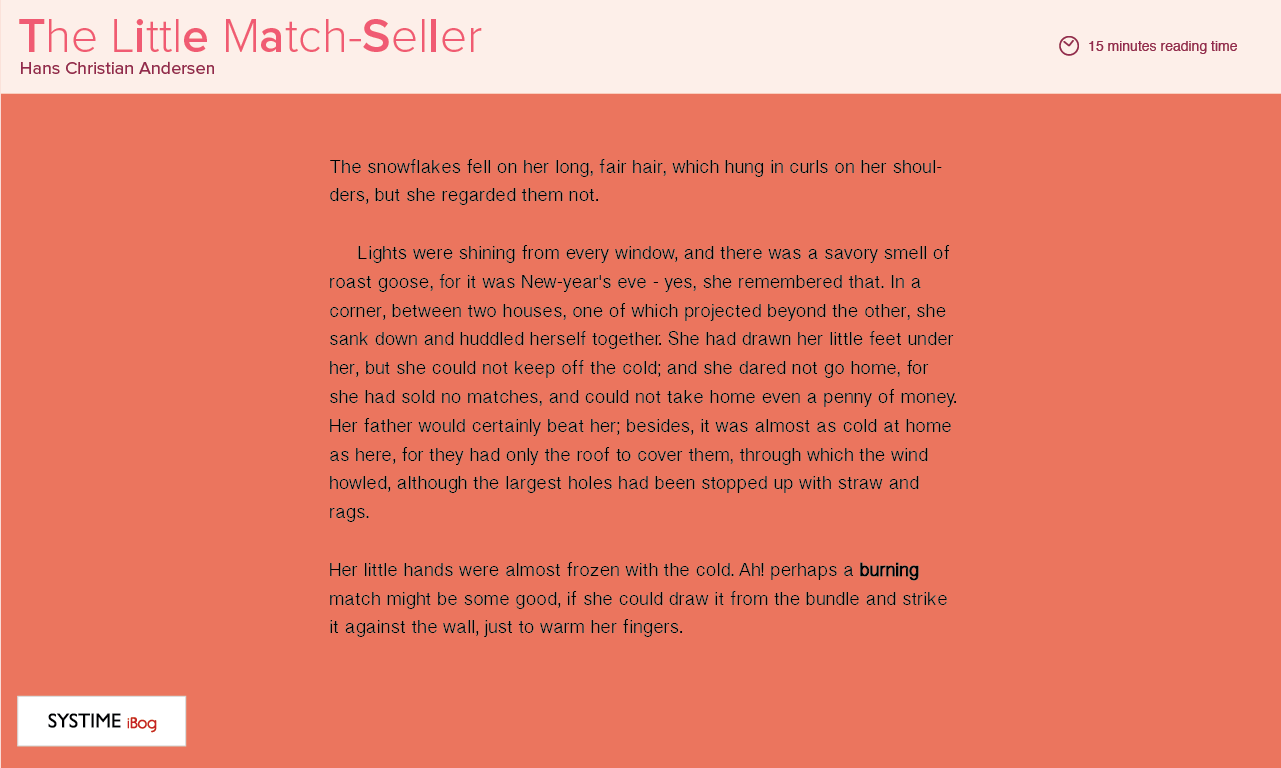 The Little Match-Seller
Hans Christian Andersen
15 minutes reading time
The snowflakes fell on her long, fair hair, which hung in curls on her shoul-
ders, but she regarded them not.
Lights were shining from every window, and there was a savory smell of
roast goose, for it was New-year's eve - yes, she remembered that. In a
corner, between two houses, one of which projected beyond the other, she
sank down and huddled herself together. She had drawn her little feet under
her, but she could not keep off the cold; and she dared not go home, for
she had sold no matches, and could not take home even a penny of money.
Her father would certainly beat her; besides, it was almost as cold at home
as here, for they had only the roof to cover them, through which the wind
howled, although the largest holes had been stopped up with straw and
rags.
Her little hands were almost frozen with the cold. Ah! perhaps a burning
match might be some good, if she could draw it from the bundle and strike
it against the wall, just to warm her fingers.
SYSTIME iBog